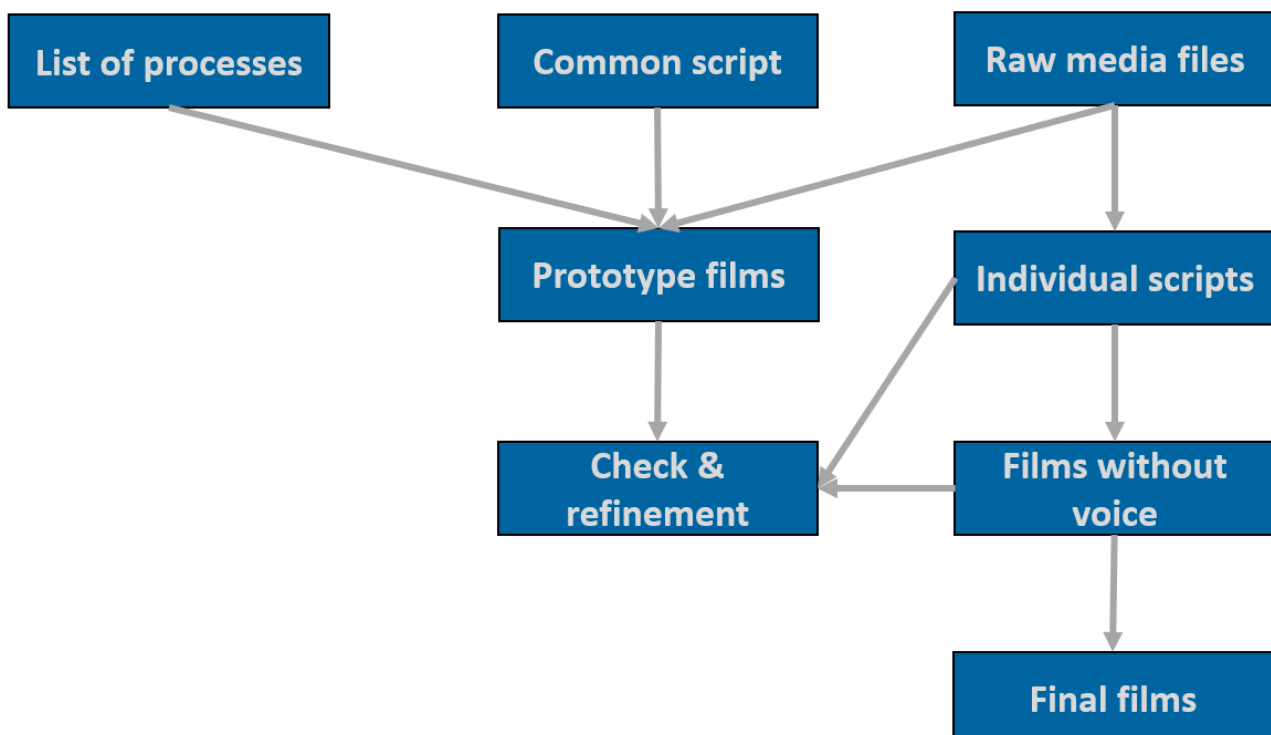 List of processes
Common script
Raw media files
Prototype films
Individual scripts
Check &
refinement
Films without
voice
Final films